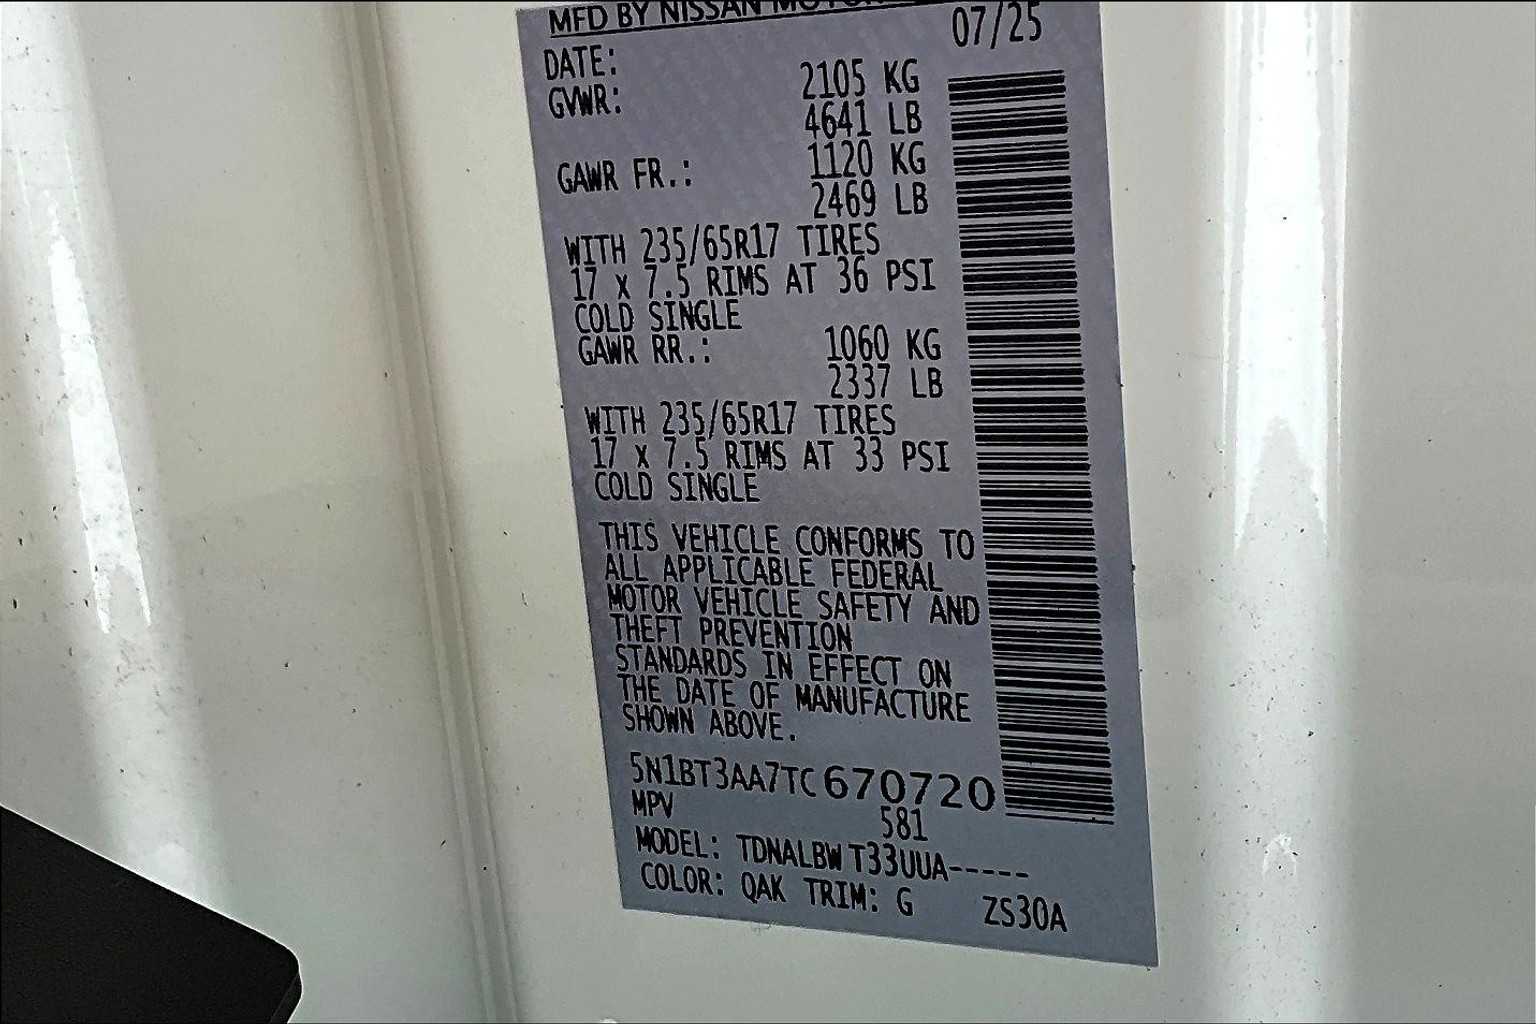 MFD BY NISSAN MOTOR
DATE: 07/25
GVWR: 2105 KG
4641 LB
GAWR FR.: 1120 KG
2469 LB
WITH 235/65R17 TIRES
17 x 7.5 RIMS AT 36 PSI
COLD SINGLE
GAWR RR.: 1060 KG
2337 LB
WITH 235/65R17 TIRES
17 x 7.5 RIMS AT 33 PSI
COLD SINGLE
THIS VEHICLE CONFORMS TO
ALL APPLICABLE FEDERAL
MOTOR VEHICLE SAFETY AND
THEFT PREVENTION
STANDARDS IN EFFECT ON
THE DATE OF MANUFACTURE
SHOWN ABOVE.
5N1BT3AA7TC670720
MPV 581
MODEL: TDNALBW T33UUA-----
COLOR: QAK TRIM: G ZS30A